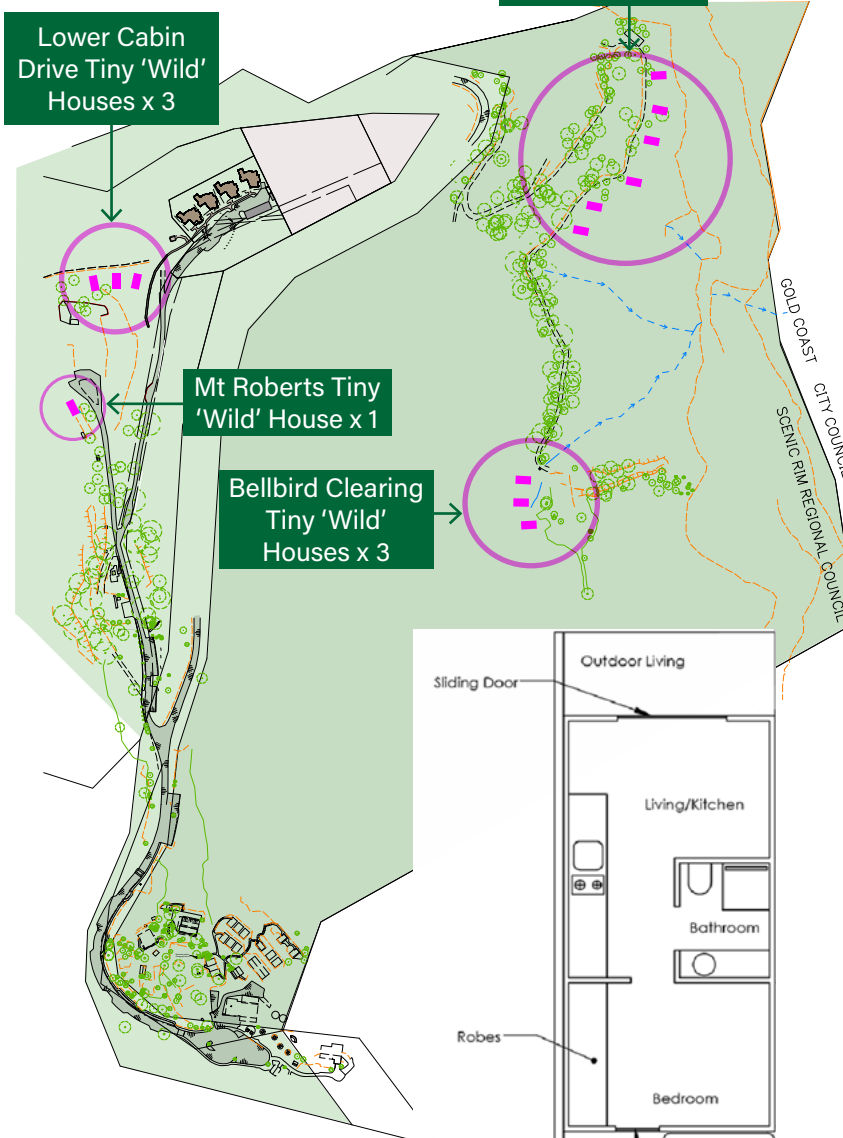 Lower Cabin
Drive Tiny ‘Wild’
Houses x 3
Mt Roberts Tiny
‘Wild’ House x 1
Bellbird Clearing
Tiny ‘Wild’
Houses x 3
GOLD COAST CITY COUNCIL
SCENIC RIM REGIONAL COUNCIL
Outdoor Living
Sliding Door
Living/Kitchen
Bathroom
Robes
Bedroom